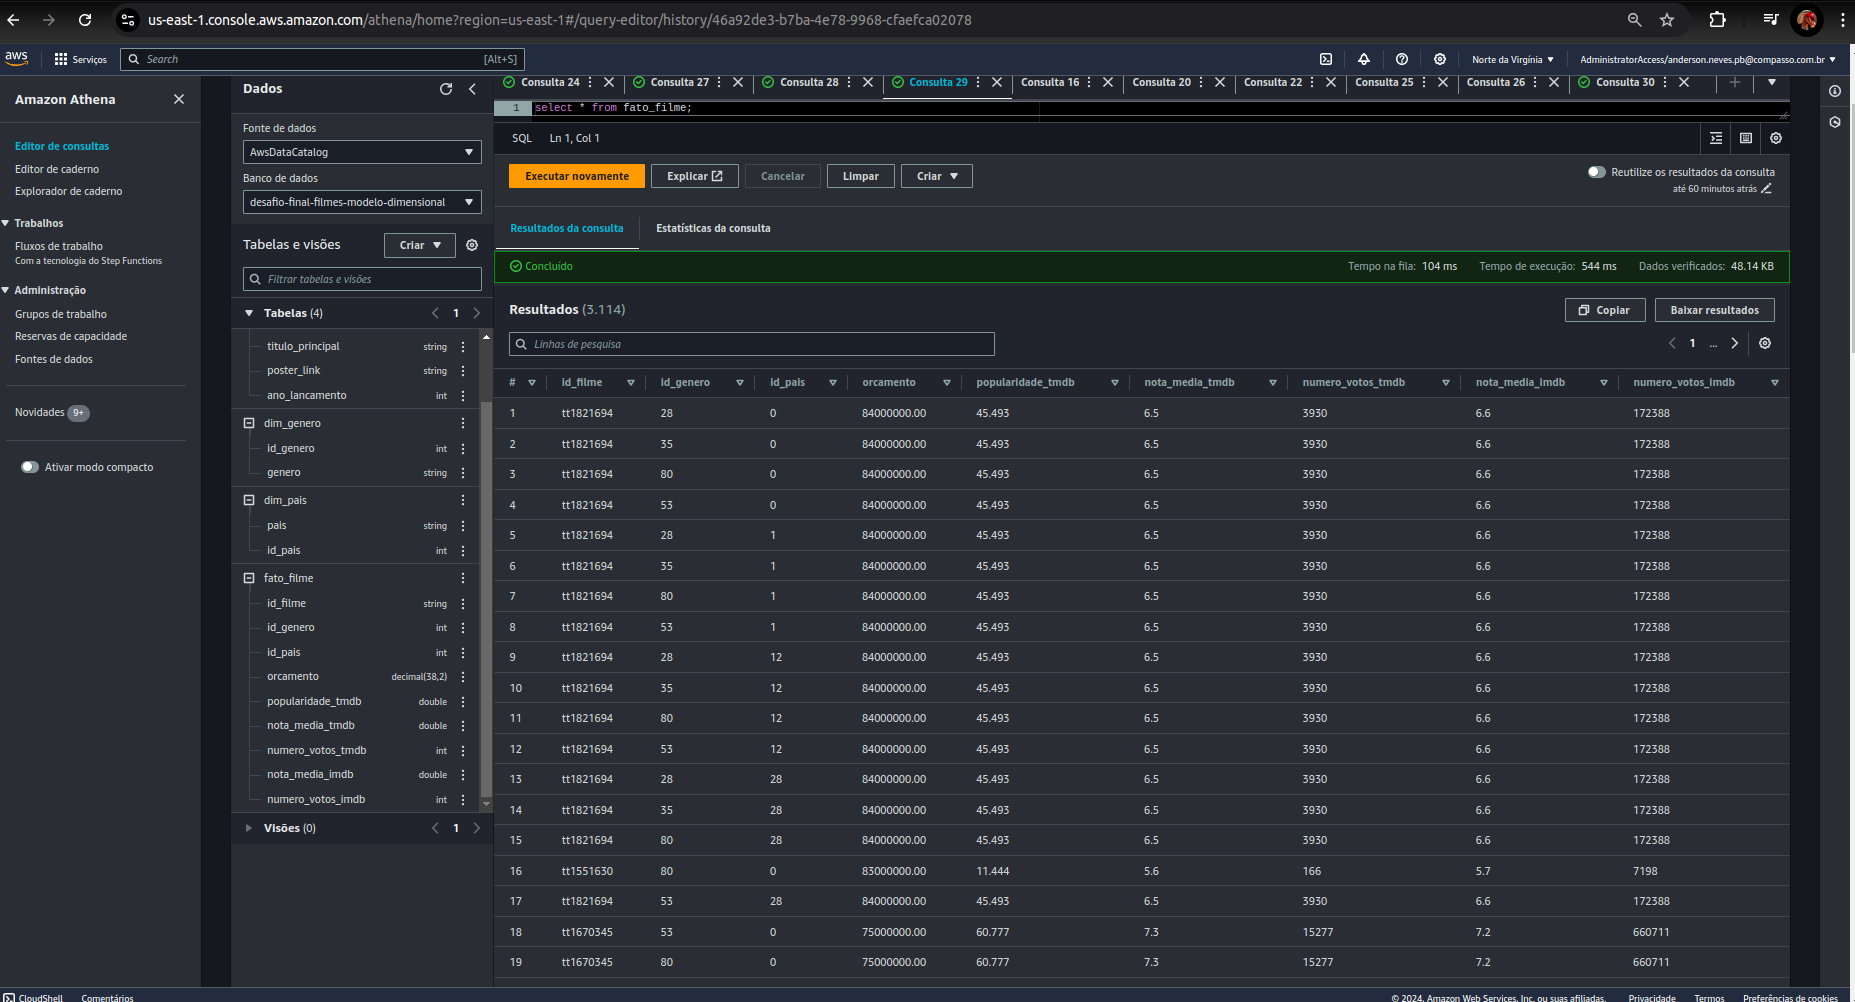 us-east-1.console.aws.amazon.com/athena/home?region=us-east-1#/query-editor/history/46a92de3-b7ba-4e78-9968-cfaefca02078
aws Serviços Search [Alt+S] Norte da Virgínia AdministratorAccess/anderson.neves.pb@compasso.com.br
Amazon Athena
Editor de consultas
Editor de caderno
Explorador de caderno
Trabalhos
Fluxos de trabalho
Com a tecnologia do Step Functions
Administração
Grupos de trabalho
Reservas de capacidade
Fontes de dados
Novidades 9+
Ativar modo compacto
Dados
Fonte de dados
AwsDataCatalog
Banco de dados
desafio-final-filmes-modelo-dimensional
Tabelas e visões Criar
Filtrar tabelas e visões
Tabelas (4) 1
titulo_principal string
poster_link string
ano_lancamento int
dim_genero
id_genero int
genero string
dim_pais
pais string
id_pais int
fato_filme
id_filme string
id_genero int
id_pais int
orcamento decimal(38,2)
popularidade_tmdb double
nota_media_tmdb double
numero_votos_tmdb int
nota_media_imdb double
numero_votos_imdb int
Visões (0) 1
Consulta 24 Consulta 27 Consulta 28 Consulta 29 Consulta 16 Consulta 20 Consulta 22 Consulta 25 Consulta 26 Consulta 30
1 select * from fato_filme;
SQL Ln 1, Col 1
Executar novamente Explicar Cancelar Limpar Criar
Reutilize os resultados da consulta
até 60 minutos atrás
Resultados da consulta Estatísticas da consulta
Concluído Tempo na fila: 104 ms Tempo de execução: 544 ms Dados verificados: 48.14 KB
Resultados (3.114) Copiar Baixar resultados
Linhas de pesquisa 1 ...
# id_filme id_genero id_pais orcamento popularidade_tmdb nota_media_tmdb numero_votos_tmdb nota_media_imdb numero_votos_imdb
1 tt1821694 28 0 84000000.00 45.493 6.5 3930 6.6 172388
2 tt1821694 35 0 84000000.00 45.493 6.5 3930 6.6 172388
3 tt1821694 80 0 84000000.00 45.493 6.5 3930 6.6 172388
4 tt1821694 53 0 84000000.00 45.493 6.5 3930 6.6 172388
5 tt1821694 28 1 84000000.00 45.493 6.5 3930 6.6 172388
6 tt1821694 35 1 84000000.00 45.493 6.5 3930 6.6 172388
7 tt1821694 80 1 84000000.00 45.493 6.5 3930 6.6 172388
8 tt1821694 53 1 84000000.00 45.493 6.5 3930 6.6 172388
9 tt1821694 28 12 84000000.00 45.493 6.5 3930 6.6 172388
10 tt1821694 35 12 84000000.00 45.493 6.5 3930 6.6 172388
11 tt1821694 80 12 84000000.00 45.493 6.5 3930 6.6 172388
12 tt1821694 53 12 84000000.00 45.493 6.5 3930 6.6 172388
13 tt1821694 28 28 84000000.00 45.493 6.5 3930 6.6 172388
14 tt1821694 35 28 84000000.00 45.493 6.5 3930 6.6 172388
15 tt1821694 80 28 84000000.00 45.493 6.5 3930 6.6 172388
16 tt1551630 80 0 83000000.00 11.444 5.6 166 5.7 7198
17 tt1821694 53 28 84000000.00 45.493 6.5 3930 6.6 172388
18 tt1670345 53 0 75000000.00 60.777 7.3 15277 7.2 660711
19 tt1670345 80 0 75000000.00 60.777 7.3 15277 7.2 660711
CloudShell Comentários © 2024, Amazon Web Services, Inc. ou suas afiliadas. Privacidade Termos Preferências de cookies